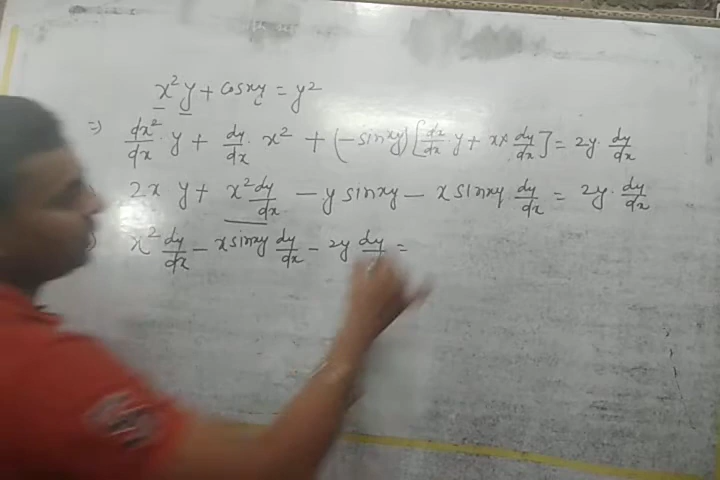 x²y + cosxy = y²
⇒ dx²/dx · y + dy/dx · x² + (-sinxy)[dx/dx · y + x × dy/dx] = 2y · dy/dx
2x y + x² dy/dx - y sinxy - x sinxy dy/dx = 2y · dy/dx
x² dy/dx - x sinxy dy/dx - 2y dy/dx =